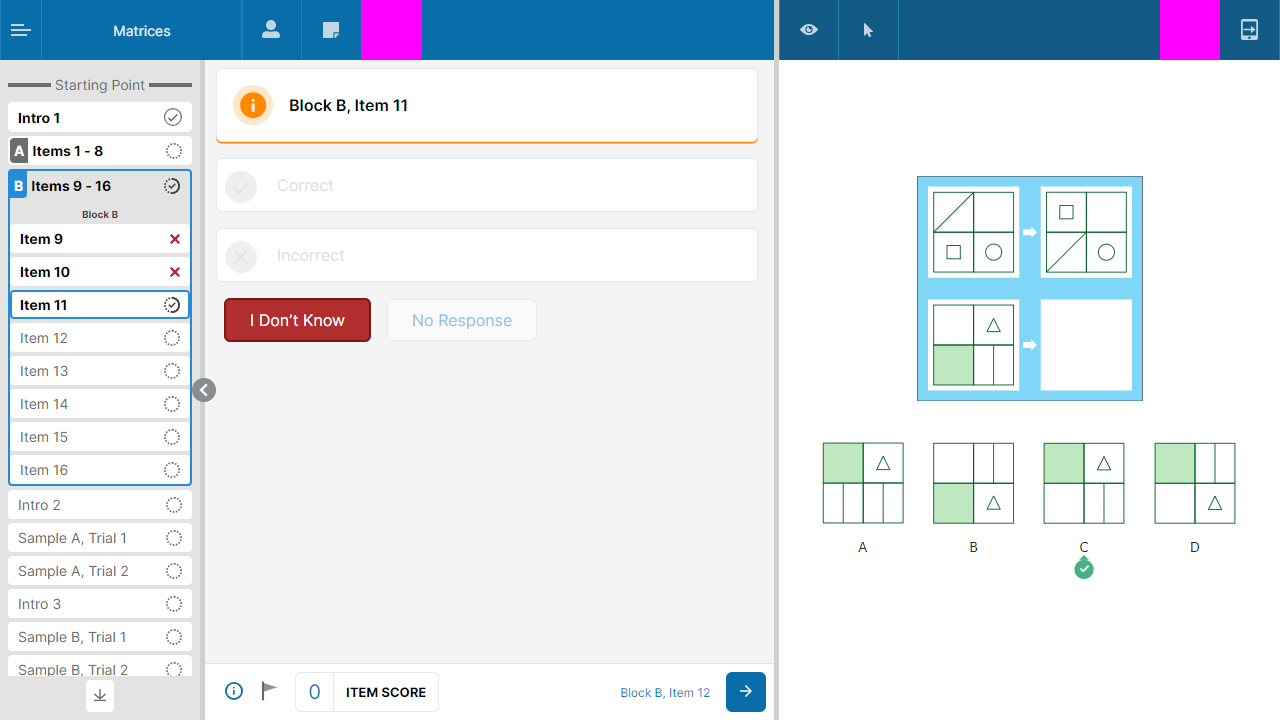 Matrices
Starting Point
Intro 1
A Items 1 - 8
B Items 9 - 16
Block B
Item 9
Item 10
Item 11
Item 12
Item 13
Item 14
Item 15
Item 16
Intro 2
Sample A, Trial 1
Sample A, Trial 2
Intro 3
Sample B, Trial 1
Sample B, Trial 2
Block B, Item 11
Correct
Incorrect
I Don’t Know No Response
0 ITEM SCORE
Block B, Item 12
A B C D